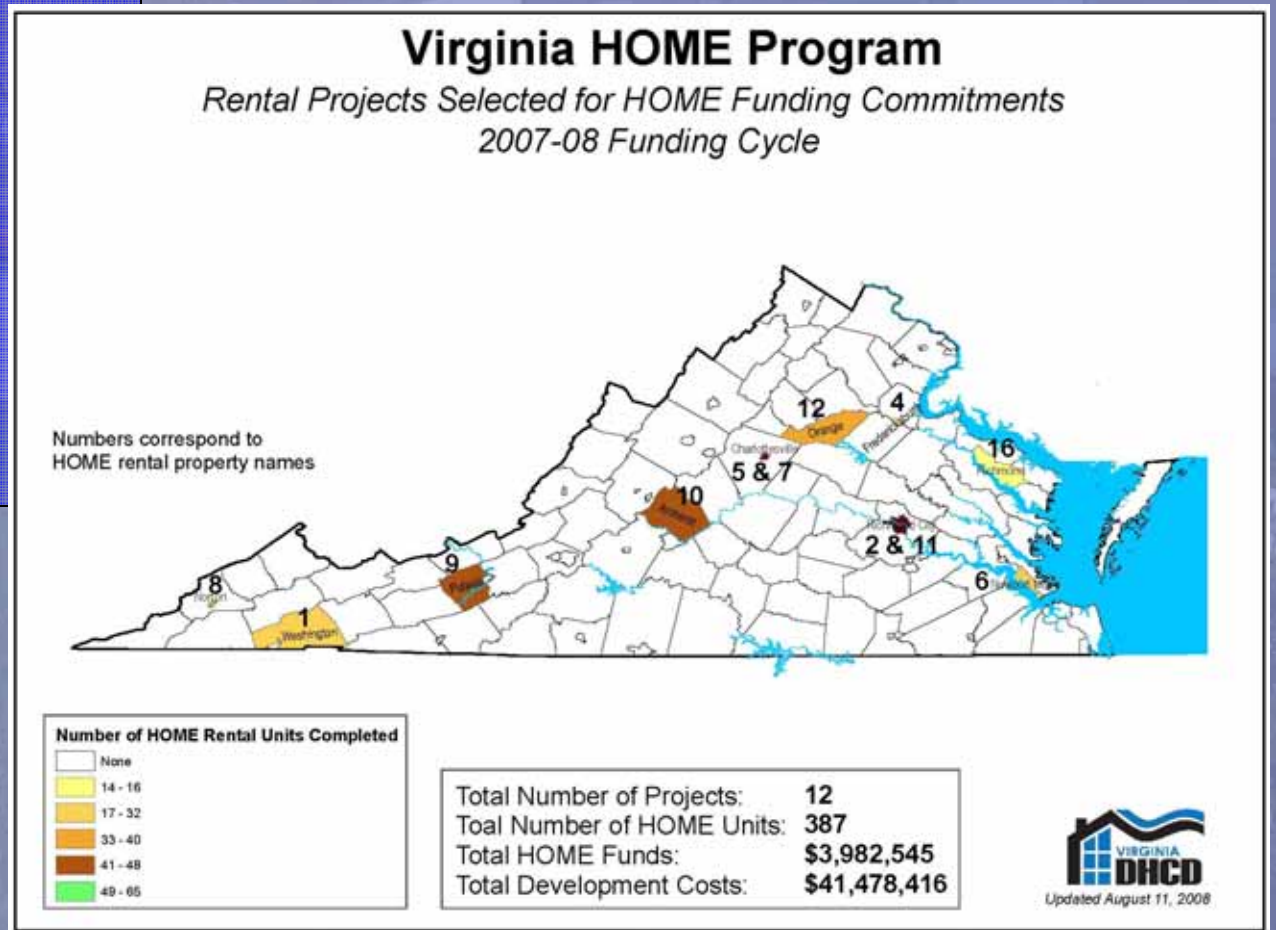 Virginia HOME Program
Rental Projects Selected for HOME Funding Commitments
2007-08 Funding Cycle
Numbers correspond to
HOME rental property names
12
Orange
4
Fredericksburg
16
Richmond
Charlottesville
5 & 7
10
Amherst
2 & 11
9
6
8
Norton
1
Washington
Number of HOME Rental Units Completed
None
14 - 16
17 - 32
33 - 40
41 - 48
49 - 65
Total Number of Projects: 12
Toal Number of HOME Units: 387
Total HOME Funds: $3,982,545
Total Development Costs: $41,478,416
VIRGINIA
DHCD
Updated August 11, 2008